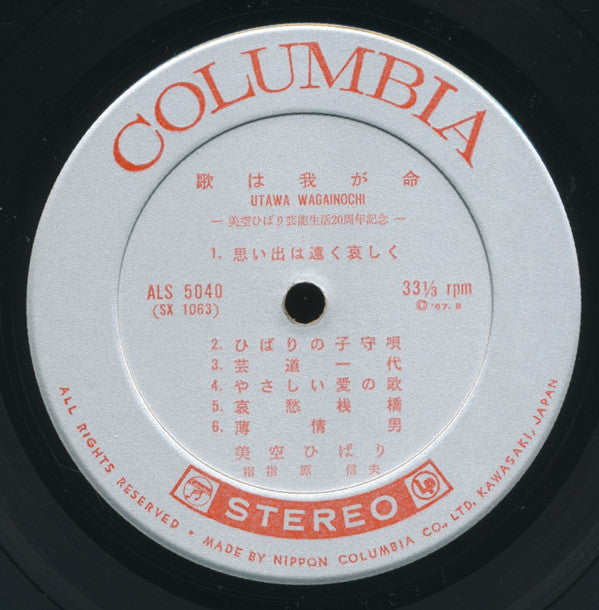 COLUMBIA
歌は我が命
UTAWA WAGAINOCHI
—美空ひばり芸能生活20周年記念—
1. 思い出は遠く哀しく
ALS 5040
(SX 1063)
33⅓ rpm
Ⓒ '67. 8
2. ひばりの子守唄
3. 芸道一代
4. やさしい愛の歌
5. 哀愁桟橋
6. 薄情男
美空ひばり
指指原信夫
STEREO
LP
ALL RIGHTS RESERVED • MADE BY NIPPON COLUMBIA CO., LTD. KAWASAKI, JAPAN